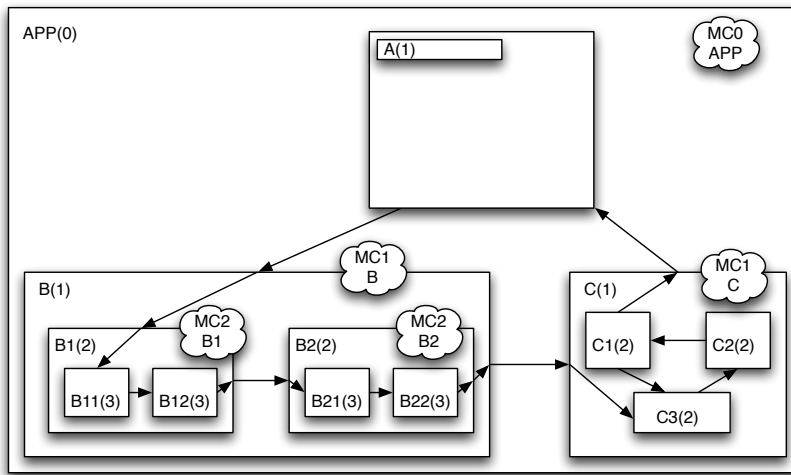 APP(0)
MC0
APP
A(1)
MC1
B
MC1
C
B(1)
C(1)
MC2
B1
MC2
B2
B1(2)
B2(2)
C1(2)
C2(2)
B11(3)
B12(3)
B21(3)
B22(3)
C3(2)